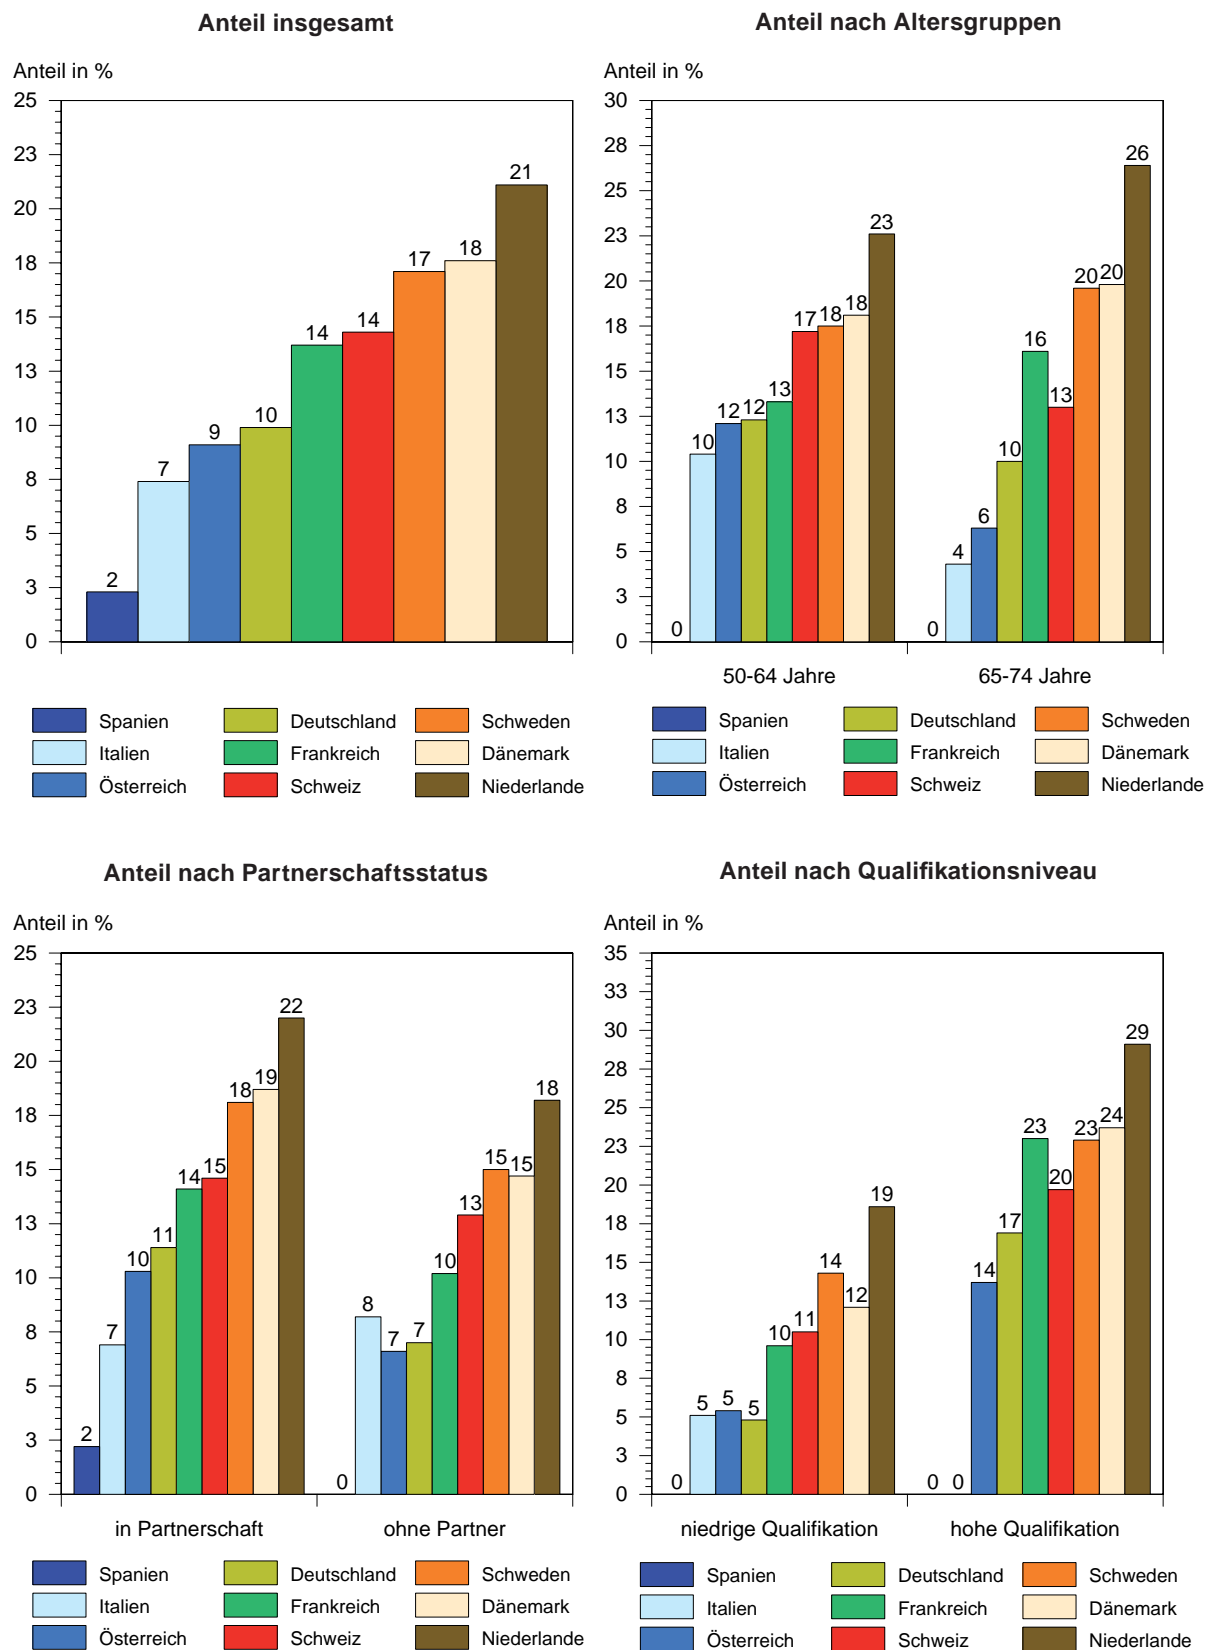 Anteil insgesamt
Anteil in %
25
23
20
18
15
13
10
8
5
3
0
2
7
9
10
14
14
17
18
21
Spanien
Italien
Österreich
Deutschland
Frankreich
Schweiz
Schweden
Dänemark
Niederlande
Anteil nach Altersgruppen
Anteil in %
30
28
25
23
20
18
15
13
10
8
5
3
0
0
10
12
12
13
17
18
18
23
0
4
6
10
16
13
20
20
26
50-64 Jahre
65-74 Jahre
Spanien
Italien
Österreich
Deutschland
Frankreich
Schweiz
Schweden
Dänemark
Niederlande
Anteil nach Partnerschaftsstatus
Anteil in %
25
23
20
18
15
13
10
8
5
3
0
2
7
10
11
14
15
18
19
22
0
8
7
7
10
13
15
15
18
in Partnerschaft
ohne Partner
Spanien
Italien
Österreich
Deutschland
Frankreich
Schweiz
Schweden
Dänemark
Niederlande
Anteil nach Qualifikationsniveau
Anteil in %
35
33
30
28
25
23
20
18
15
13
10
8
5
3
0
0
5
5
5
10
11
14
12
19
0
0
14
17
23
20
23
24
29
niedrige Qualifikation
hohe Qualifikation
Spanien
Italien
Österreich
Deutschland
Frankreich
Schweiz
Schweden
Dänemark
Niederlande